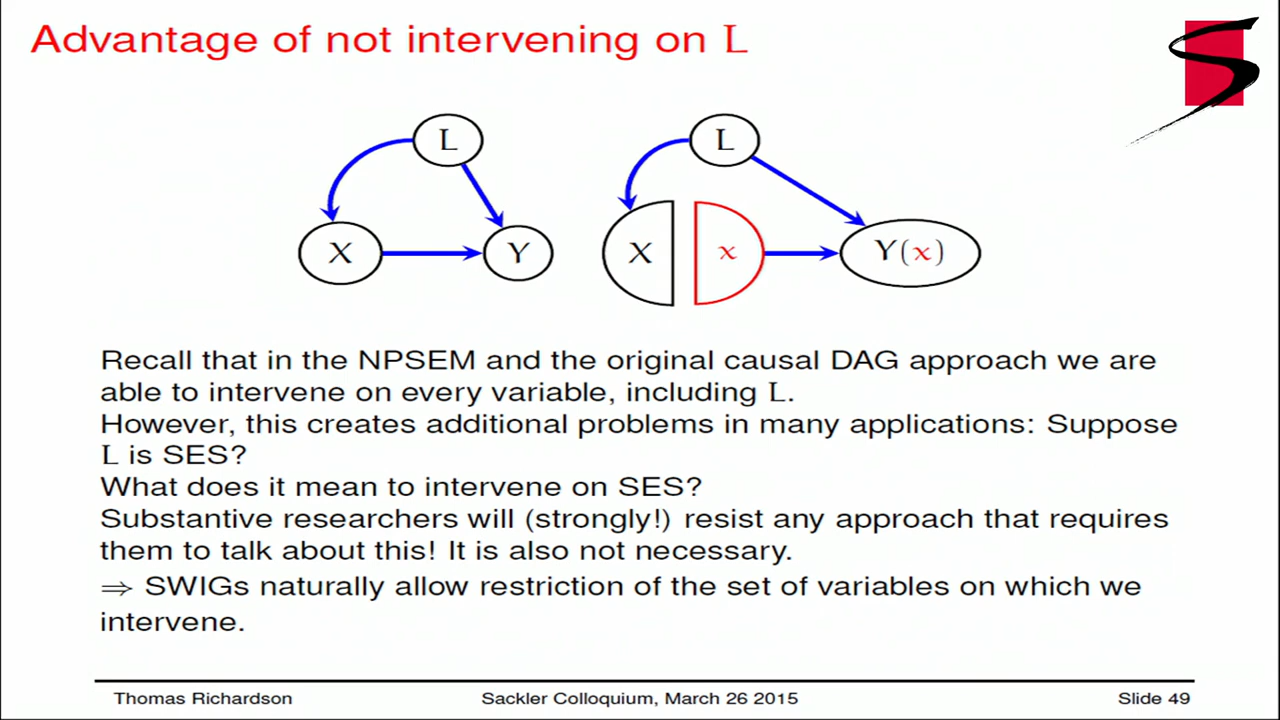 Advantage of not intervening on L
L
L
X
Y
X
x
Y(x)
Recall that in the NPSEM and the original causal DAG approach we are
able to intervene on every variable, including L.
However, this creates additional problems in many applications: Suppose
L is SES?
What does it mean to intervene on SES?
Substantive researchers will (strongly!) resist any approach that requires
them to talk about this! It is also not necessary.
⇒ SWIGs naturally allow restriction of the set of variables on which we
intervene.
Thomas Richardson
Sackler Colloquium, March 26 2015
Slide 49